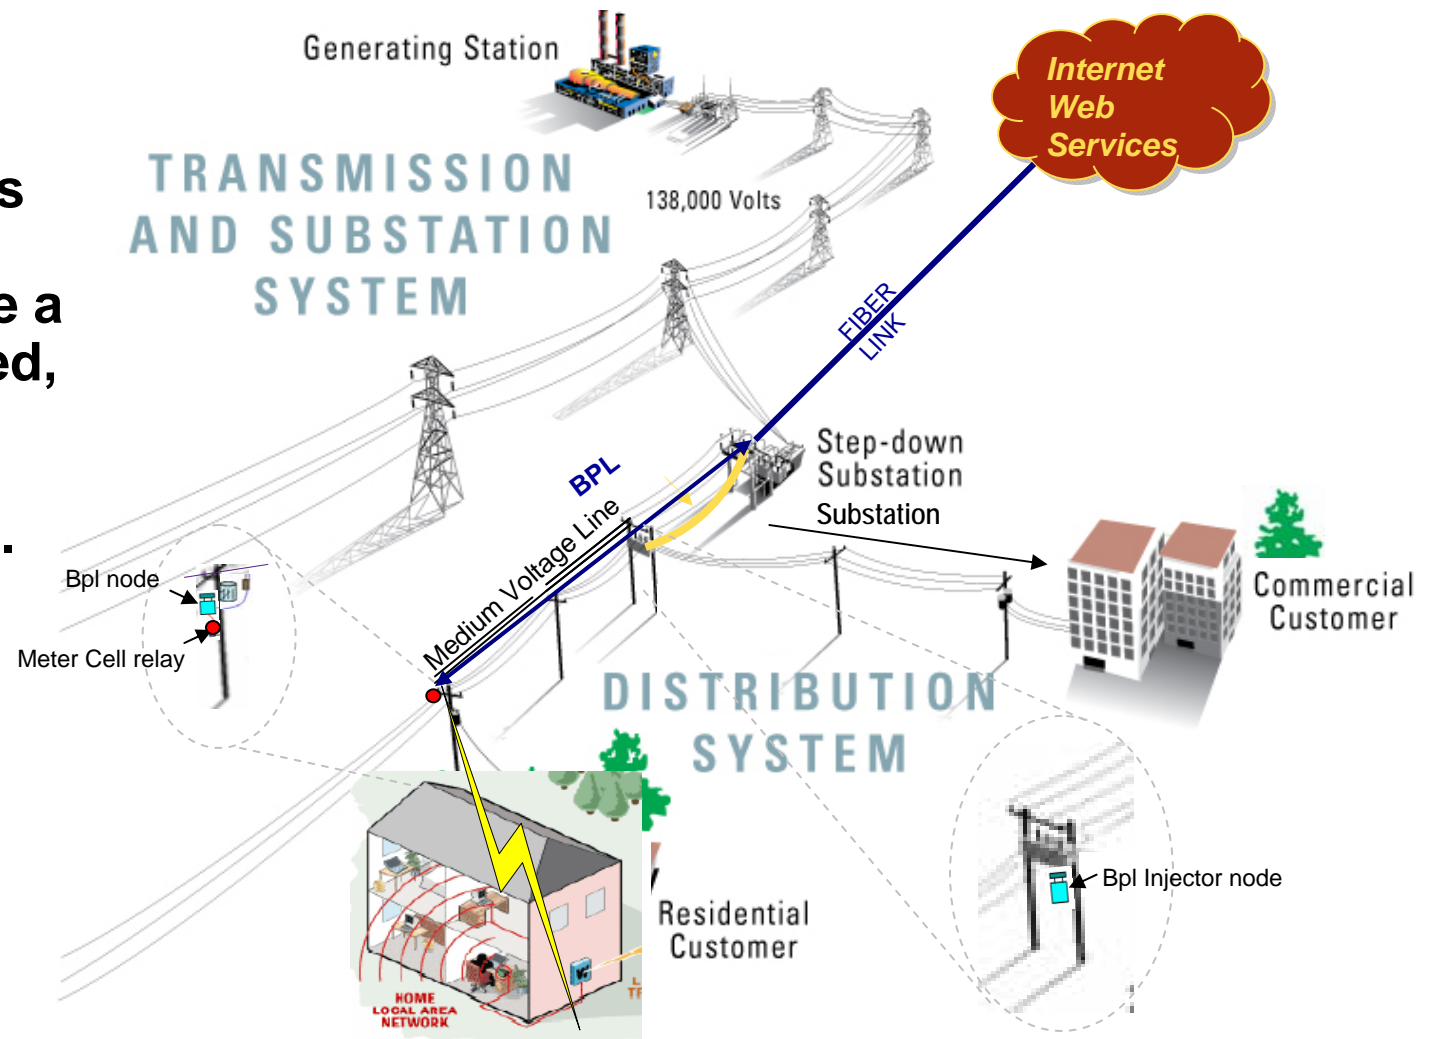 Generating Station
Internet
Web
Services
TRANSMISSION
AND SUBSTATION
SYSTEM
s
138,000 Volts
e a
ed,
FIBER
LINK
Step-down
Substation
Substation
BPL
Medium Voltage Line
.
Bpl node
Meter Cell relay
Commercial
Customer
DISTRIBUTION
SYSTEM
Bpl Injector node
Residential
Customer
HOME
LOCAL AREA
NETWORK